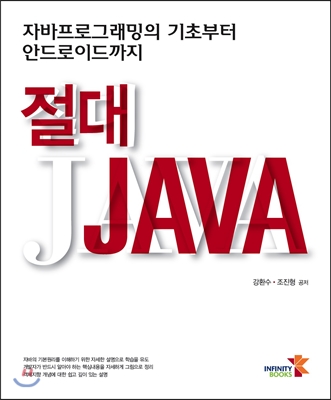 자바프로그래밍의 기초부터
안드로이드까지
절대
JAVA
JAVA
강환수 · 조진형 공저
자바의 기본원리를 이해하기 위한 자세한 설명으로 학습을 유도
개발자가 반드시 알아야 하는 핵심내용을 자세하게 그림으로 정리
개념에 대한 쉽고 깊이 있는 설명
INFINITY
BOOKS